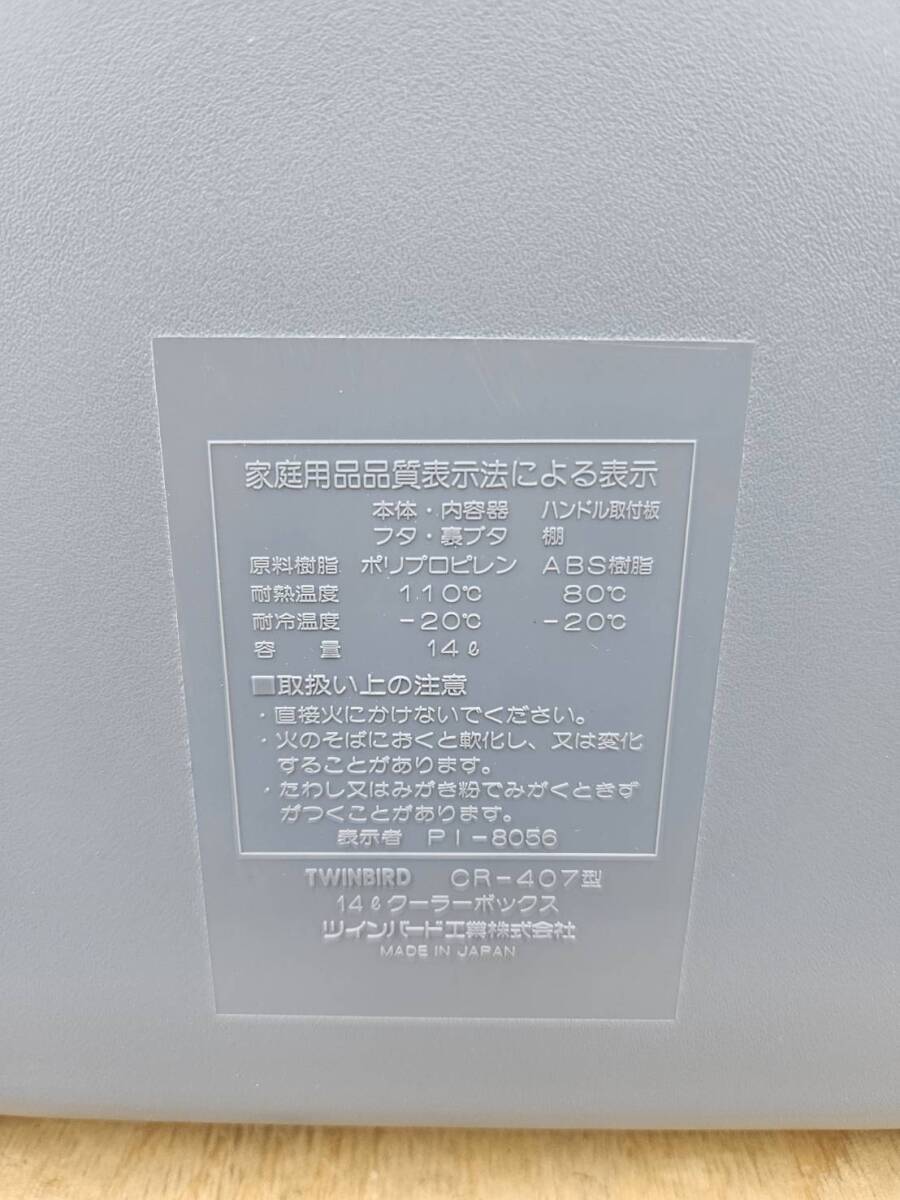 家庭用品品質表示法による表示
本体・内容器 ハンドル取付板
フタ・裏ブタ 棚
原料樹脂 ポリプロピレン ABS樹脂
耐熱温度 110℃ 80℃
耐冷温度 -20℃ -20℃
容量 14ℓ
■取扱い上の注意
・直接火にかけないでください。
・火のそばにおくと軟化し、又は変化
することがあります。
・たわし又はみがき粉でみがくときず
がつくことがあります。
表示者 PI-8056
TWINBIRD CR-407型
14ℓクーラーボックス
ツインバード工業株式会社
MADE IN JAPAN